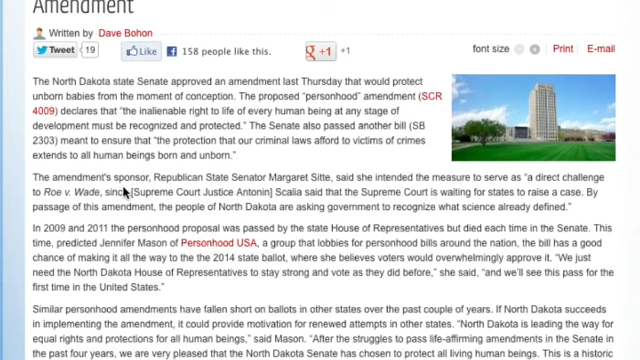 Amendment
Written by Dave Bohon
Tweet 19 Like 158 people like this. +1 +1 font size Print E-mail
The North Dakota state Senate approved an amendment last Thursday that would protect
unborn babies from the moment of conception. The proposed “personhood” amendment (SCR
4009) declares that “the inalienable right to life of every human being at any stage of
development must be recognized and protected.” The Senate also passed another bill (SB
2303) meant to ensure that “the protection that our criminal laws afford to victims of crimes
extends to all human beings born and unborn.”
The amendment's sponsor, Republican State Senator Margaret Sitte, said she intended the measure to serve as “a direct challenge
to Roe v. Wade, since [Supreme Court Justice Antonin] Scalia said that the Supreme Court is waiting for states to raise a case. By
passage of this amendment, the people of North Dakota are asking government to recognize what science already defined.”
In 2009 and 2011 the personhood proposal was passed by the state House of Representatives but died each time in the Senate. This
time, predicted Jennifer Mason of Personhood USA, a group that lobbies for personhood bills around the nation, the bill has a good
chance of making it all the way to the the 2014 state ballot, where she believes voters would overwhelmingly approve it. “We just
need the North Dakota House of Representatives to stay strong and vote as they did before,” she said, “and we'll see this pass for the
first time in the United States.”
Similar personhood amendments have fallen short on ballots in other states over the past couple of years. If North Dakota succeeds
in implementing the amendment, it could provide motivation for renewed attempts in other states. “North Dakota is leading the way for
equal rights and protections for all human beings,” said Mason. “After the struggles to pass life-affirming amendments in the Senate in
the past four years, we are very pleased that the North Dakota Senate has chosen to protect all living human beings. This is a historic